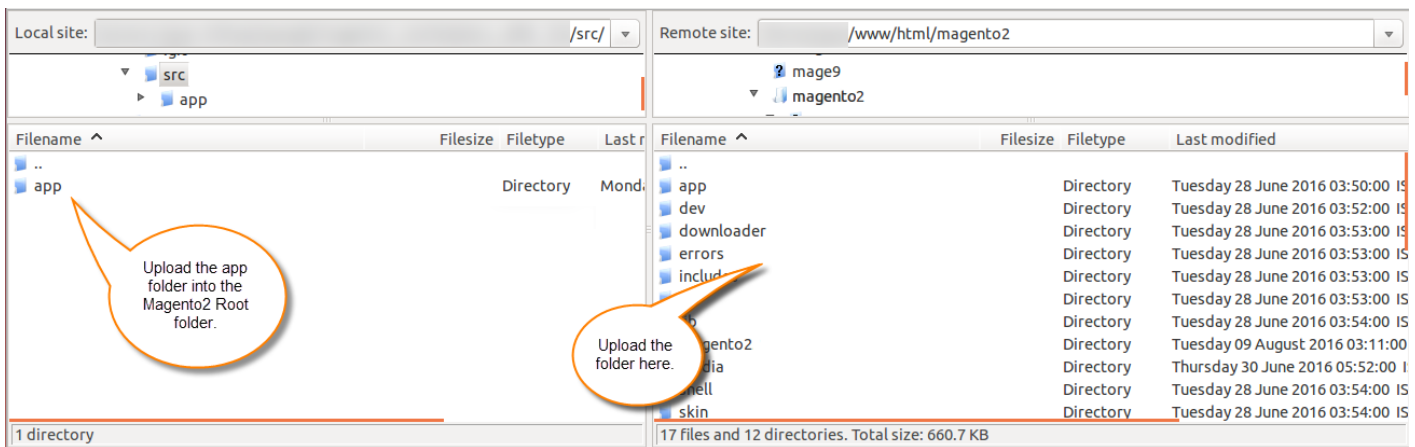 Local site: /src/
src
app
Filename Filesize Filetype
..
app Directory
Upload the app
folder into the
Magento2 Root
folder.
1 directory
Remote site: /www/html/magento2
mage9
magento2
Filename Filesize Filetype Last modified
..
app Directory Tuesday 28 June 2016 03:50:00
dev Directory Tuesday 28 June 2016 03:52:00
downloader Directory Tuesday 28 June 2016 03:53:00
errors Directory Tuesday 28 June 2016 03:53:00
Directory Tuesday 28 June 2016 03:53:00
Directory Tuesday 28 June 2016 03:53:00
Directory Tuesday 28 June 2016 03:54:00
Directory Tuesday 09 August 2016 03:11:00
Directory Thursday 30 June 2016 05:52:00
Directory Tuesday 28 June 2016 03:54:00
skin Directory Tuesday 28 June 2016 03:54:00
Upload the
folder here.
17 files and 12 directories. Total size: 660.7 KB